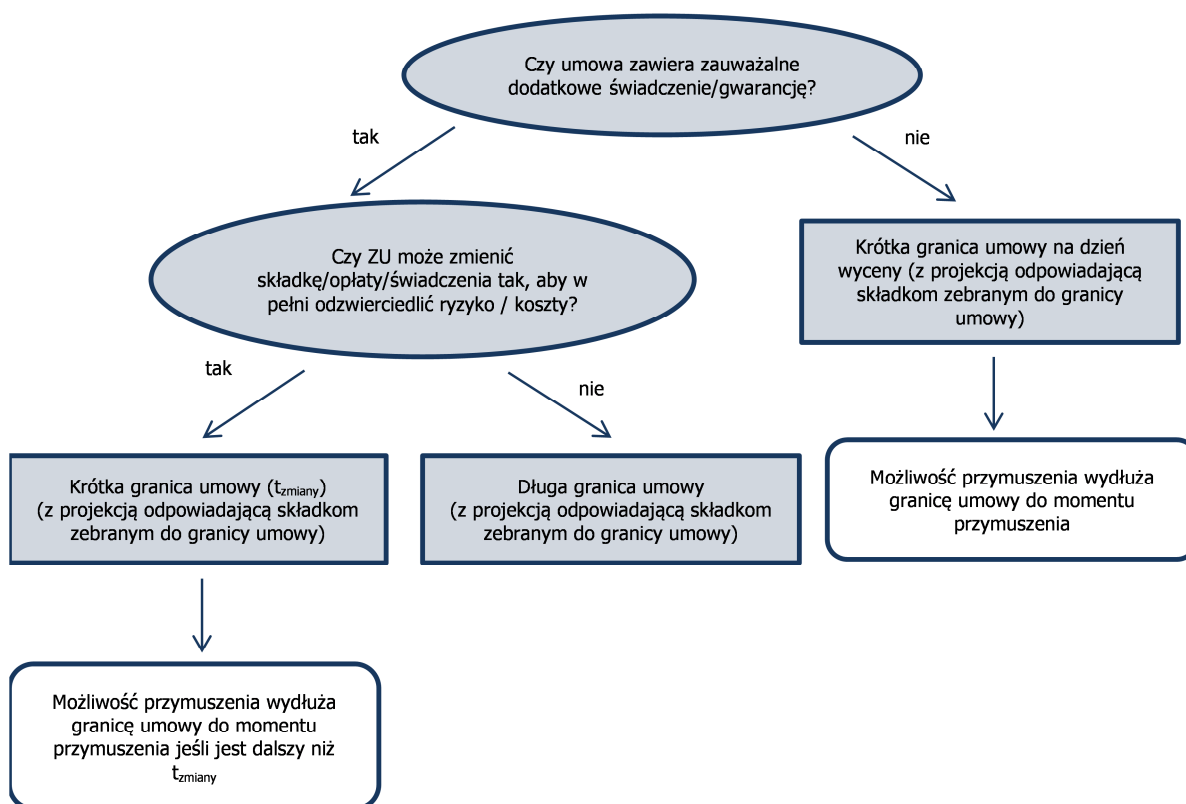 Czy umowa zawiera zauważalne
dodatkowe świadczenie/gwarancję?
tak
nie
Czy ZU może zmienić
składkę/opłaty/świadczenia tak, aby w
pełni odzwierciedlić ryzyko / koszty?
Krótka granica umowy na dzień
wyceny (z projekcją odpowiadającą
składkom zebranym do granicy
umowy)
tak
nie
Krótka granica umowy (tzmiany)
(z projekcją odpowiadającą składkom
zebranym do granicy umowy)
Długa granica umowy
(z projekcją odpowiadającą składkom
zebranym do granicy umowy)
Możliwość przymuszenia wydłuża
granicę umowy do momentu
przymuszenia
Możliwość przymuszenia wydłuża
granicę umowy do momentu
przymuszenia jeśli jest dalszy niż
tzmiany